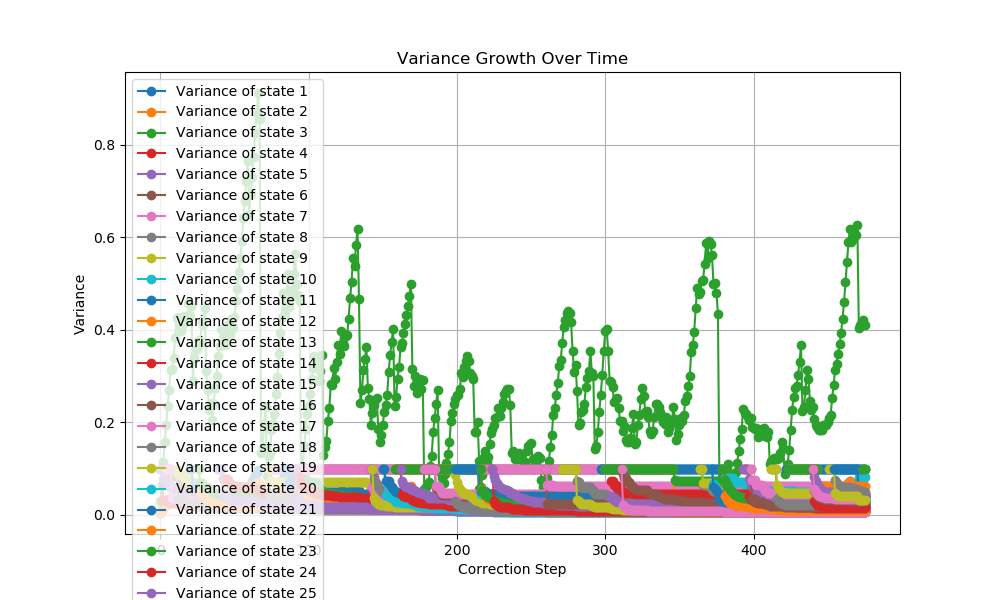 Variance Growth Over Time
Variance
0.8
0.6
0.4
0.2
0.0
Variance of state 1
Variance of state 2
Variance of state 3
Variance of state 4
Variance of state 5
Variance of state 6
Variance of state 7
Variance of state 8
Variance of state 9
Variance of state 10
Variance of state 11
Variance of state 12
Variance of state 13
Variance of state 14
Variance of state 15
Variance of state 16
Variance of state 17
Variance of state 18
Variance of state 19
Variance of state 20
Variance of state 21
Variance of state 22
Variance of state 23
Variance of state 24
Variance of state 25
200
300
400
Correction Step